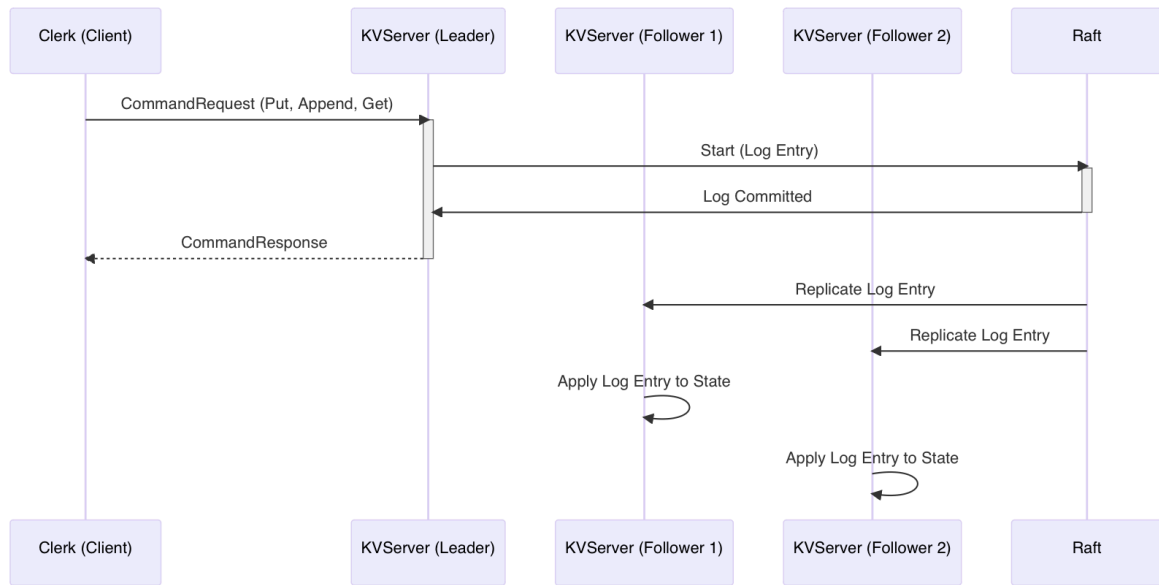 Clerk (Client)
KVServer (Leader)
KVServer (Follower 1)
KVServer (Follower 2)
Raft
CommandRequest (Put, Append, Get)
Start (Log Entry)
Log Committed
CommandResponse
Replicate Log Entry
Replicate Log Entry
Apply Log Entry to State
Apply Log Entry to State
Clerk (Client)
KVServer (Leader)
KVServer (Follower 1)
KVServer (Follower 2)
Raft